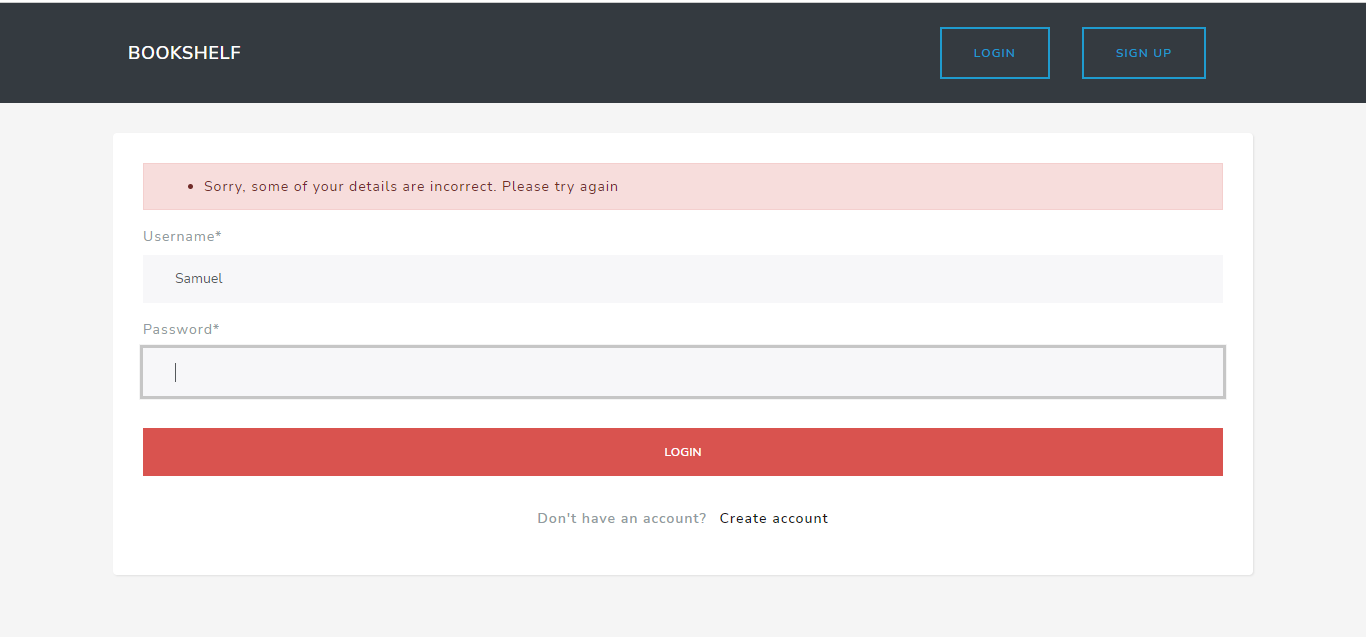 BOOKSHELF
LOGIN
SIGN UP
Sorry, some of your details are incorrect. Please try again
Username*
Samuel
Password*
LOGIN
Don't have an account? Create account